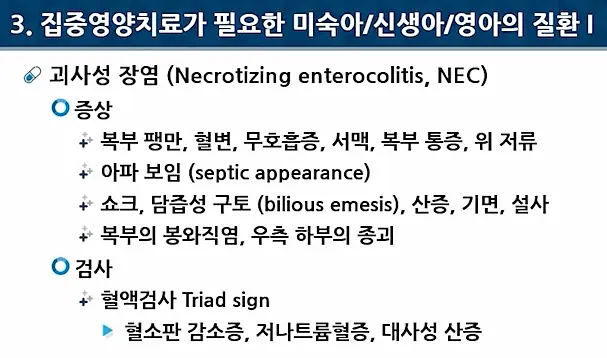 3. 집중영양치료가 필요한 미숙아/신생아/영아의 질환 I
괴사성 장염 (Necrotizing enterocolitis, NEC)
증상
복부 팽만, 혈변, 무호흡증, 서맥, 복부 통증, 위 저류
아파 보임 (septic appearance)
쇼크, 담즙성 구토 (bilious emesis), 산증, 기면, 설사
복부의 봉와직염, 우측 하부의 종괴
검사
혈액검사 Triad sign
혈소판 감소증, 저나트륨혈증, 대사성 산증